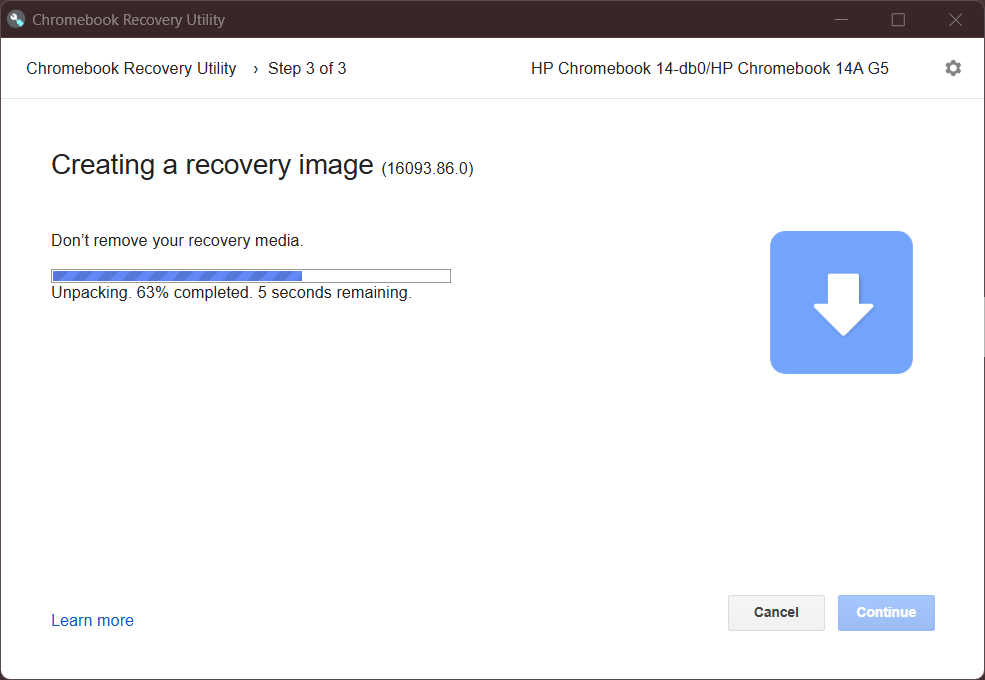 Chromebook Recovery Utility
Chromebook Recovery Utility › Step 3 of 3 HP Chromebook 14-db0/HP Chromebook 14A G5
Creating a recovery image (16093.86.0)
Don’t remove your recovery media.
Unpacking. 63% completed. 5 seconds remaining.
Learn more Cancel Continue